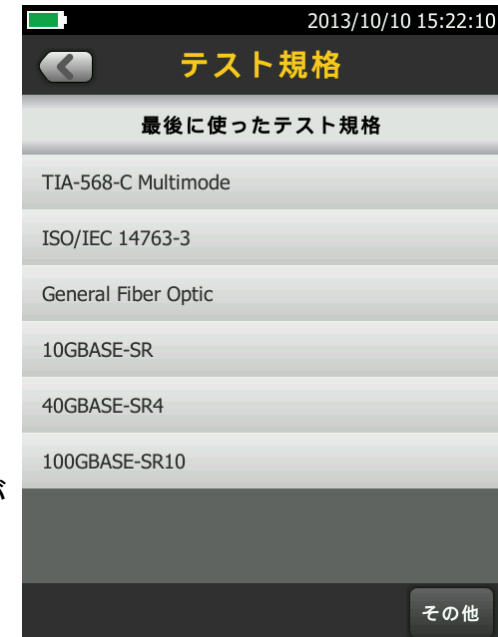 2013/10/10 15:22:10
テスト規格
最後に使ったテスト規格
TIA-568-C Multimode
ISO/IEC 14763-3
General Fiber Optic
10GBASE-SR
40GBASE-SR4
100GBASE-SR10
その他